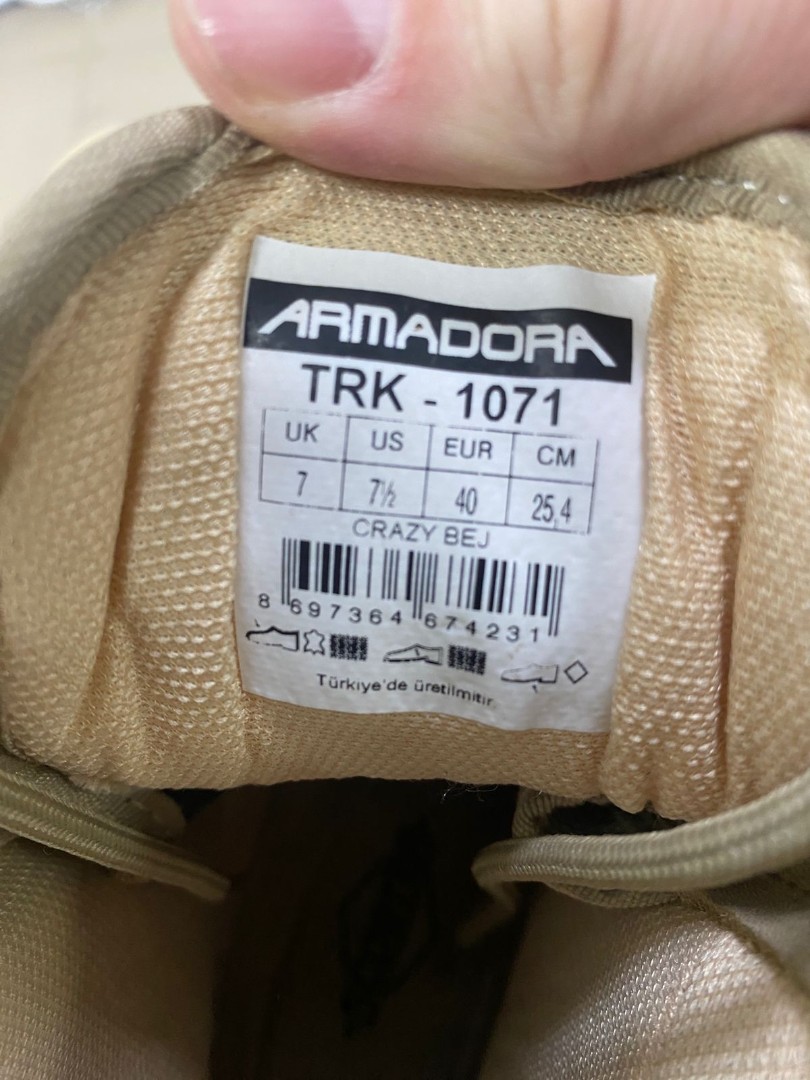 ARMADORA
TRK - 1071
UK US EUR CM
7 7½ 40 25,4
CRAZY BEJ
8 697364 674231
Türkiye'de üretilmitir.